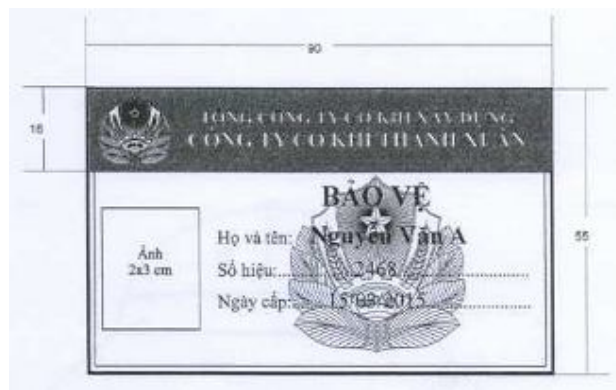 90
16
TỔNG CÔNG TY CƠ KHÍ XÂY DỰNG
CÔNG TY CƠ KHÍ THANH XUÂN
BẢO VỆ
Ảnh
2x3 cm
Họ và tên: Nguyễn Văn A
Số hiệu:..........2468..........
Ngày cấp:......15/09/2015..........
55